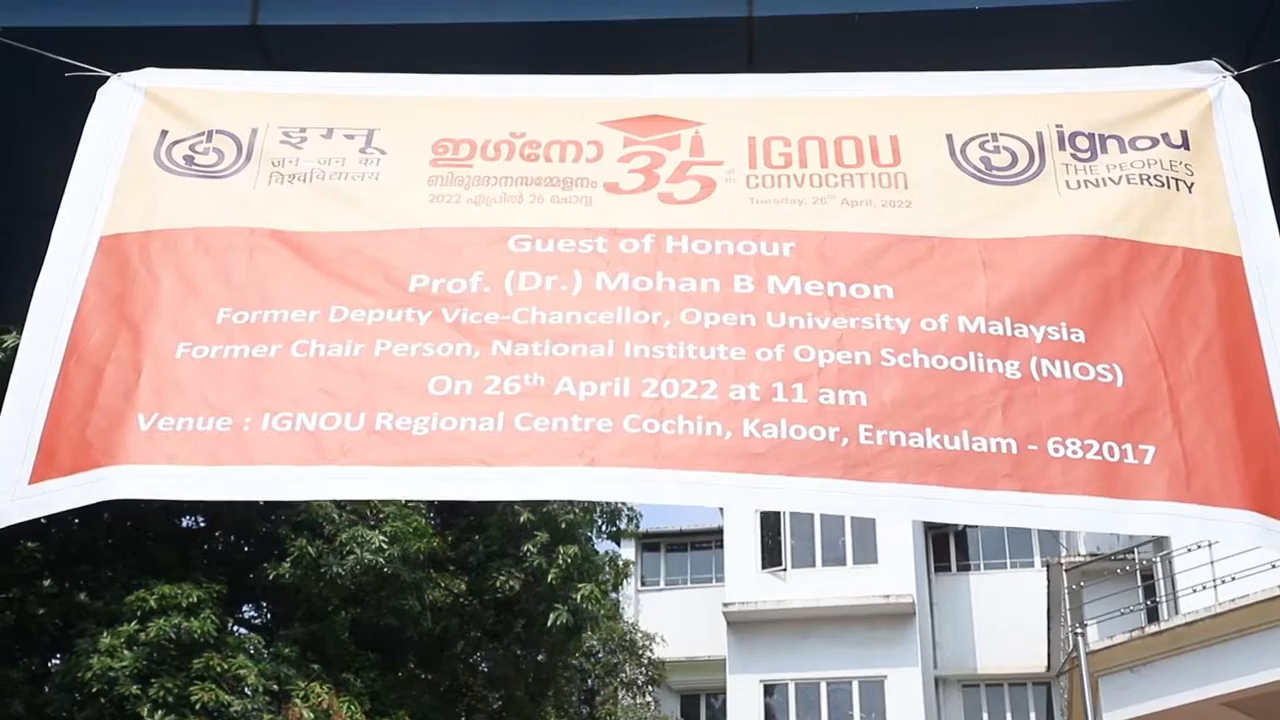 इग्नू
जन-जन का
विश्वविद्यालय
ഇഗ്നോ
ബിരുദദാനസമ്മേളനം
2022 ഏപ്രിൽ 26 ചൊവ്വ
35th
IGNOU
CONVOCATION
Tuesday, 26th April, 2022
ignou
THE PEOPLE'S
UNIVERSITY
Guest of Honour
Prof. (Dr.) Mohan B Menon
Former Deputy Vice-Chancellor, Open University of Malaysia
Former Chair Person, National Institute of Open Schooling (NIOS)
On 26th April 2022 at 11 am
Venue : IGNOU Regional Centre Cochin, Kaloor, Ernakulam - 682017